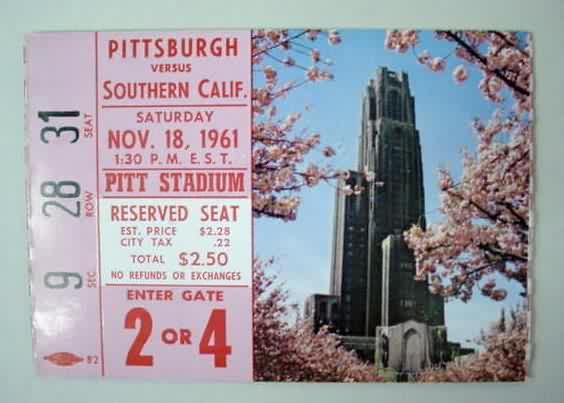 PITTSBURGH
VERSUS
SOUTHERN CALIF.
SATURDAY
NOV. 18, 1961
1:30 P.M. E.S.T.
PITT STADIUM
RESERVED SEAT
EST. PRICE $2.28
CITY TAX .22
TOTAL $2.50
NO REFUNDS OR EXCHANGES
ENTER GATE
2 OR 4
31 SEAT
28 ROW
9 SEC
82